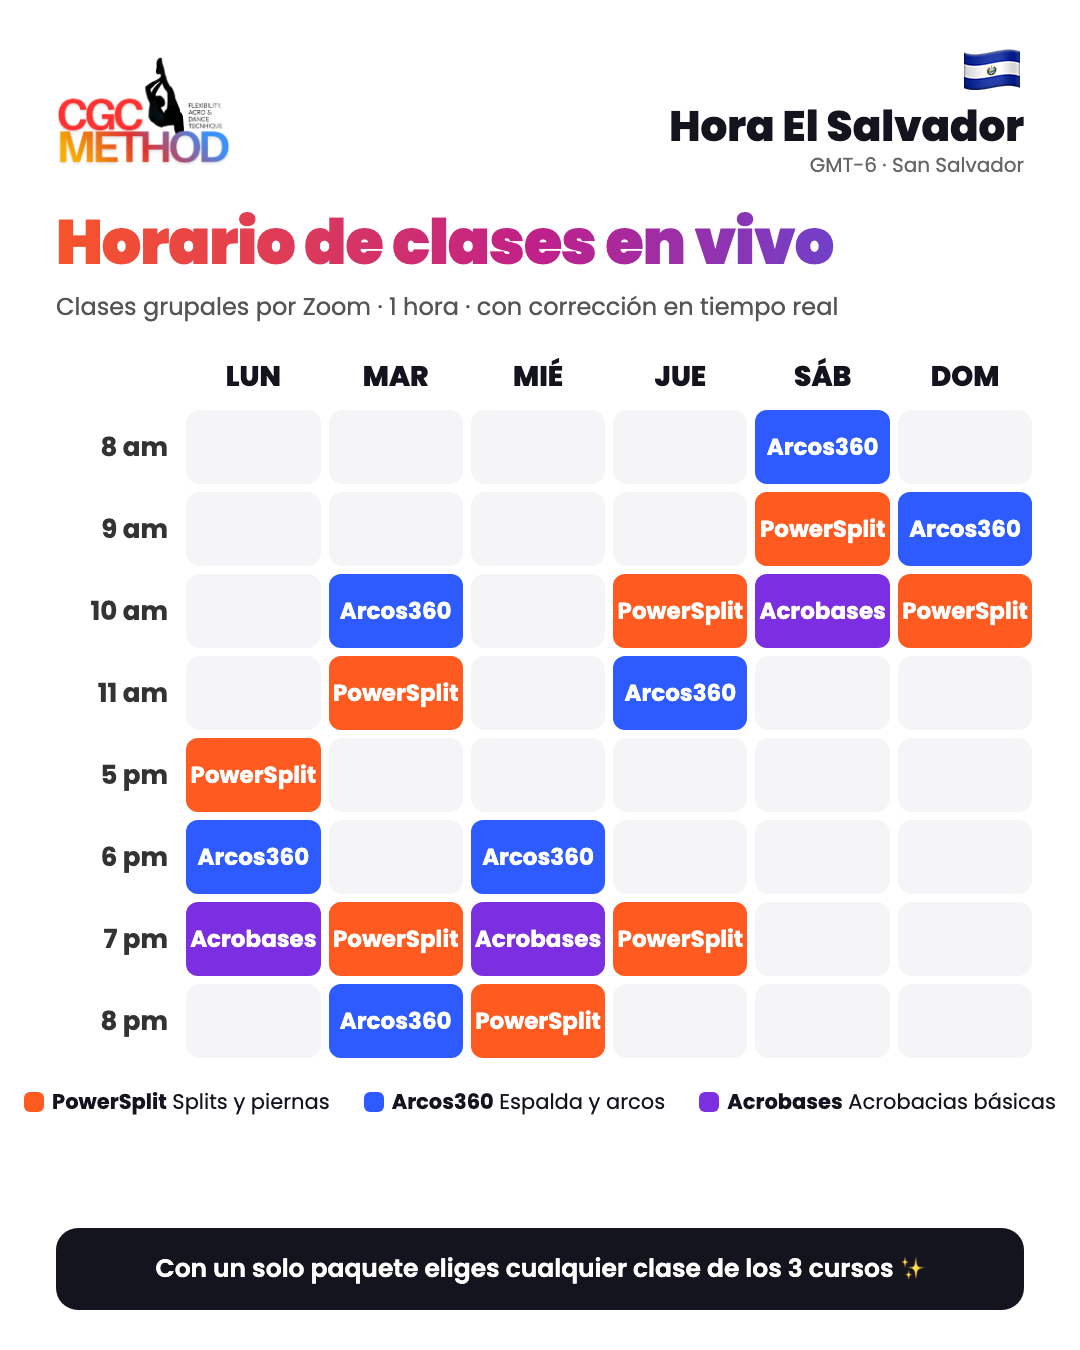 CGC
METHOD
FLEXIBILITY,
ACRO &
DANCE
TECNHIQUE
Hora El Salvador
GMT-6 · San Salvador
Horario de clases en vivo
Clases grupales por Zoom · 1 hora · con corrección en tiempo real
LUN MAR MIÉ JUE SÁB DOM
8 am Arcos360
9 am PowerSplit Arcos360
10 am Arcos360 PowerSplit Acrobases PowerSplit
11 am PowerSplit Arcos360
5 pm PowerSplit
6 pm Arcos360 Arcos360
7 pm Acrobases PowerSplit Acrobases PowerSplit
8 pm Arcos360 PowerSplit
PowerSplit Splits y piernas Arcos360 Espalda y arcos Acrobases Acrobacias básicas
Con un solo paquete eliges cualquier clase de los 3 cursos ✨